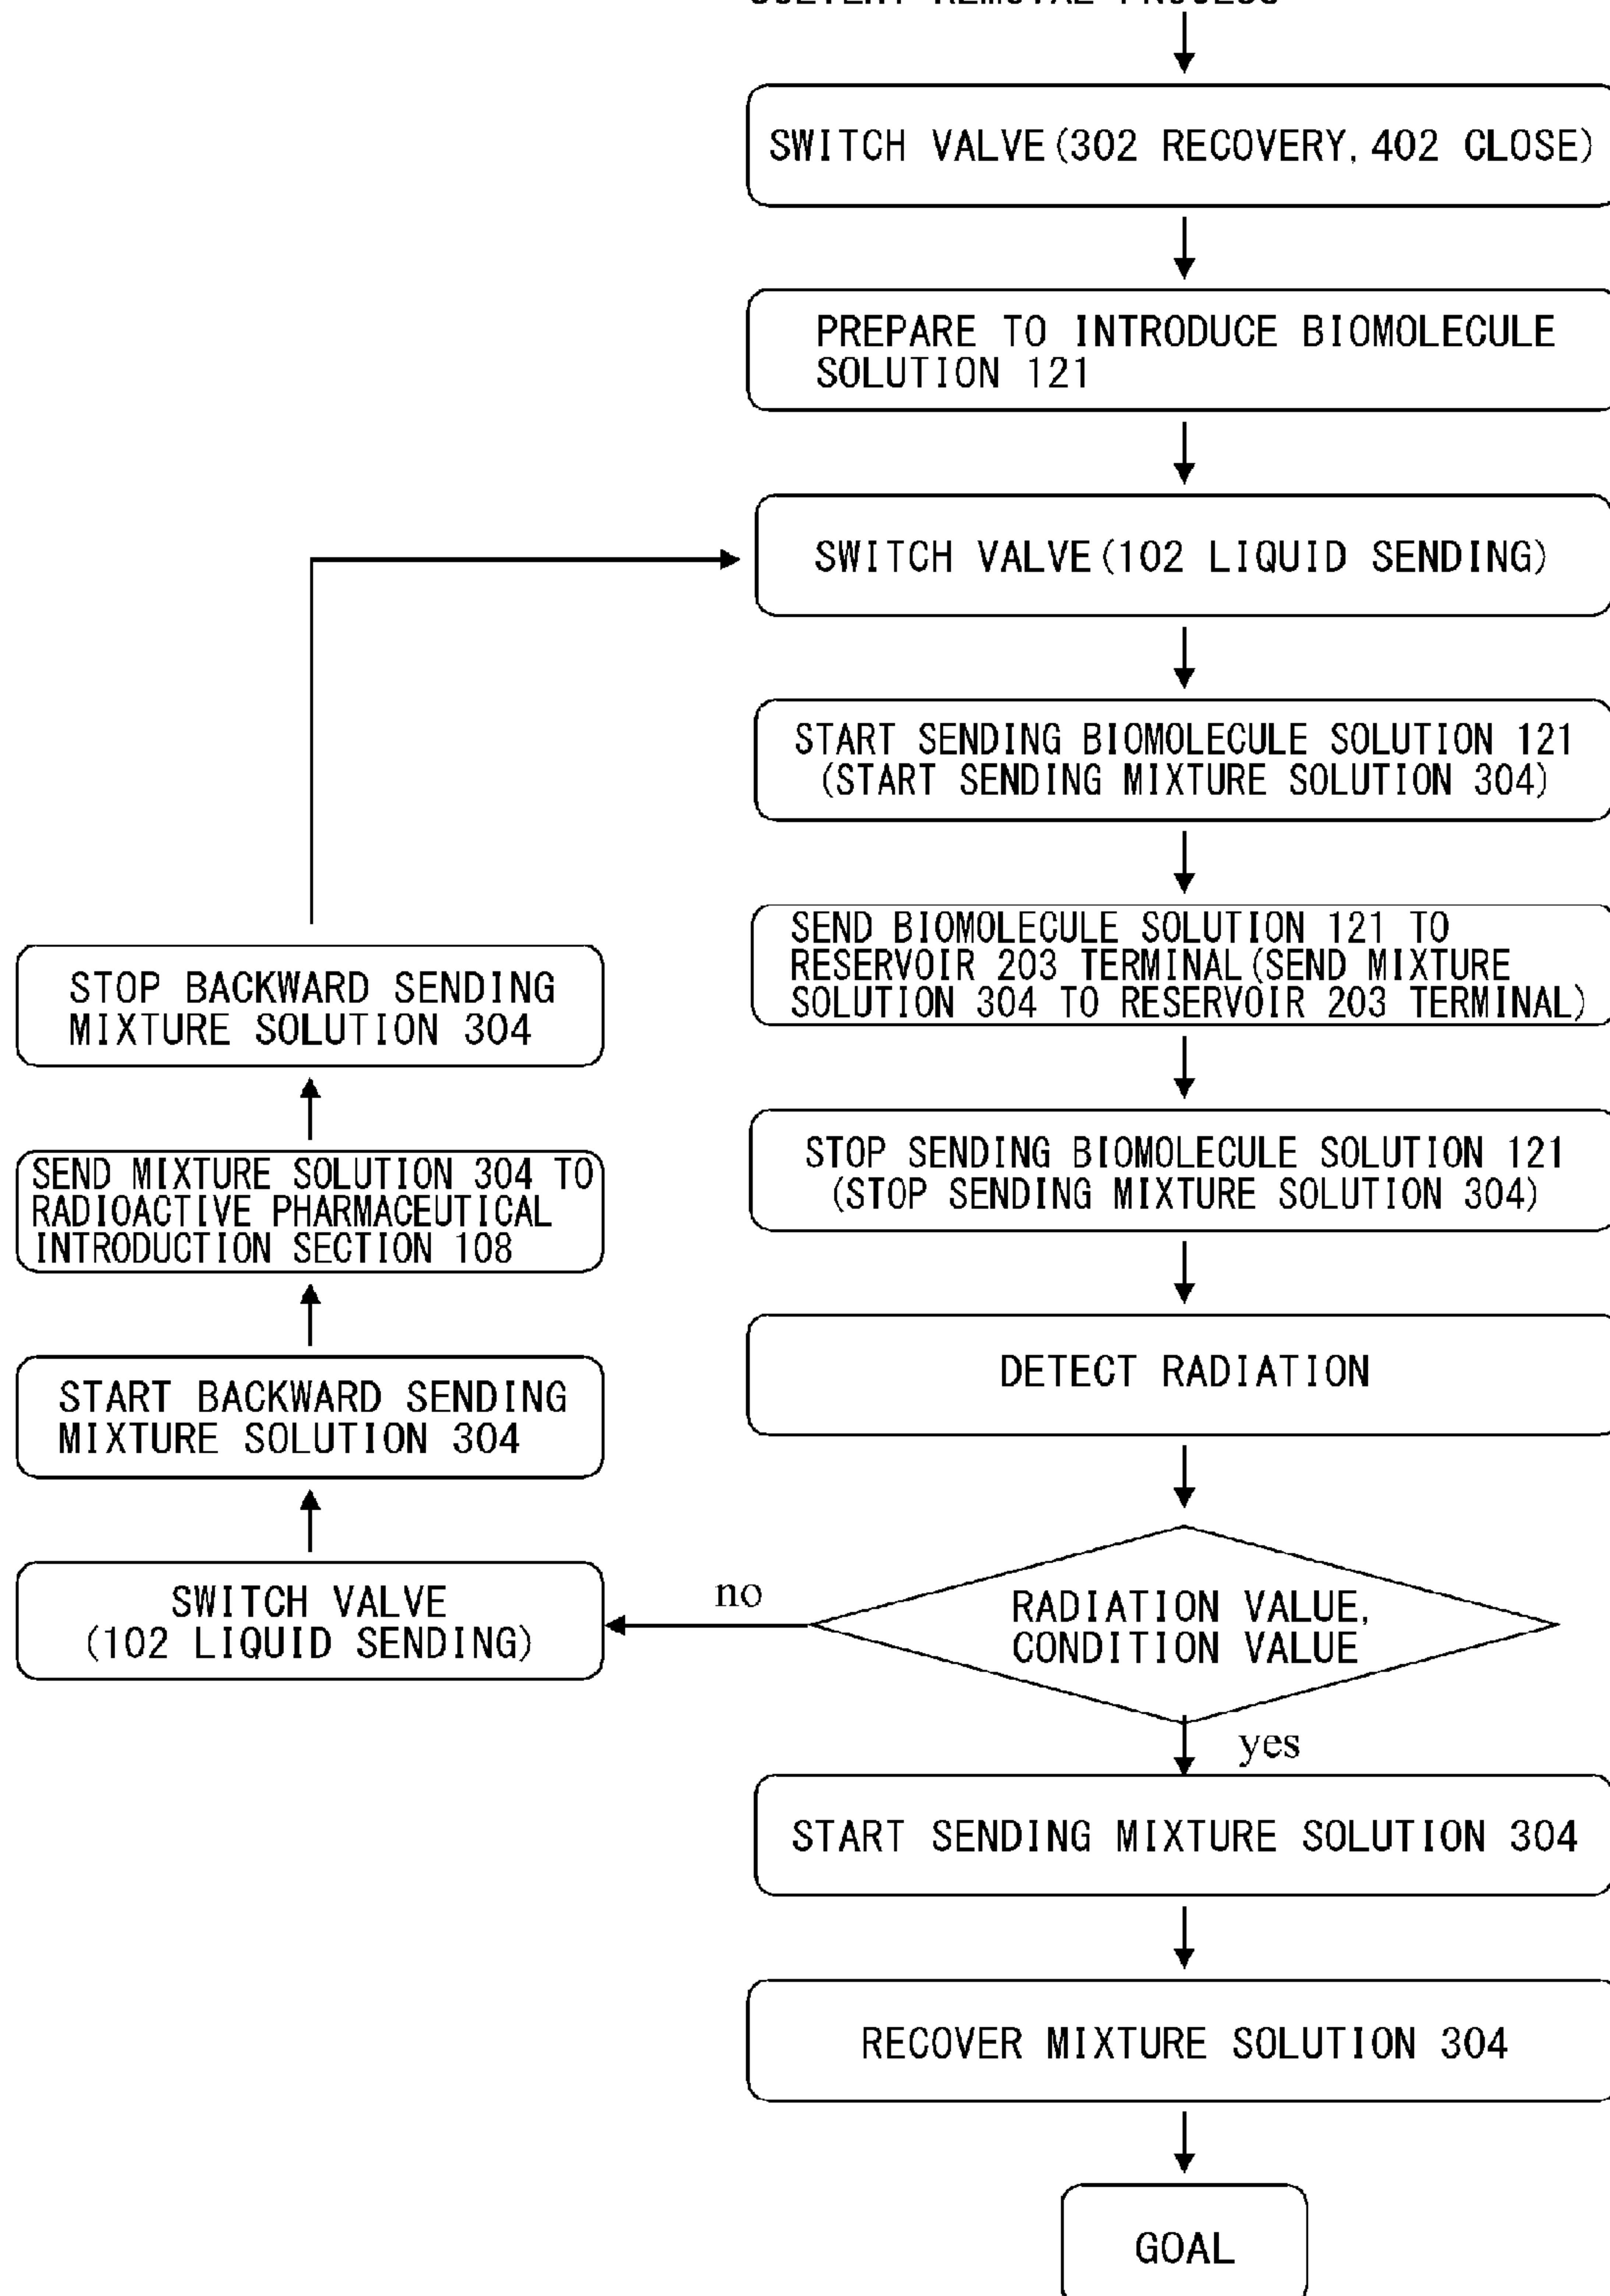 SWITCH VALVE(302 RECOVERY, 402 CLOSE)
PREPARE TO INTRODUCE BIOMOLECULE
SOLUTION 121
SWITCH VALVE(102 LIQUID SENDING)
START SENDING BIOMOLECULE SOLUTION 121
(START SENDING MIXTURE SOLUTION 304)
SEND BIOMOLECULE SOLUTION 121 TO
RESERVOIR 203 TERMINAL(SEND MIXTURE
SOLUTION 304 TO RESERVOIR 203 TERMINAL)
STOP SENDING BIOMOLECULE SOLUTION 121
(STOP SENDING MIXTURE SOLUTION 304)
DETECT RADIATION
RADIATION VALUE,
CONDITION VALUE
no
SWITCH VALVE
(102 LIQUID SENDING)
START BACKWARD SENDING
MIXTURE SOLUTION 304
SEND MIXTURE SOLUTION 304 TO
RADIOACTIVE PHARMACEUTICAL
INTRODUCTION SECTION 108
STOP BACKWARD SENDING
MIXTURE SOLUTION 304
yes
START SENDING MIXTURE SOLUTION 304
RECOVER MIXTURE SOLUTION 304
GOAL